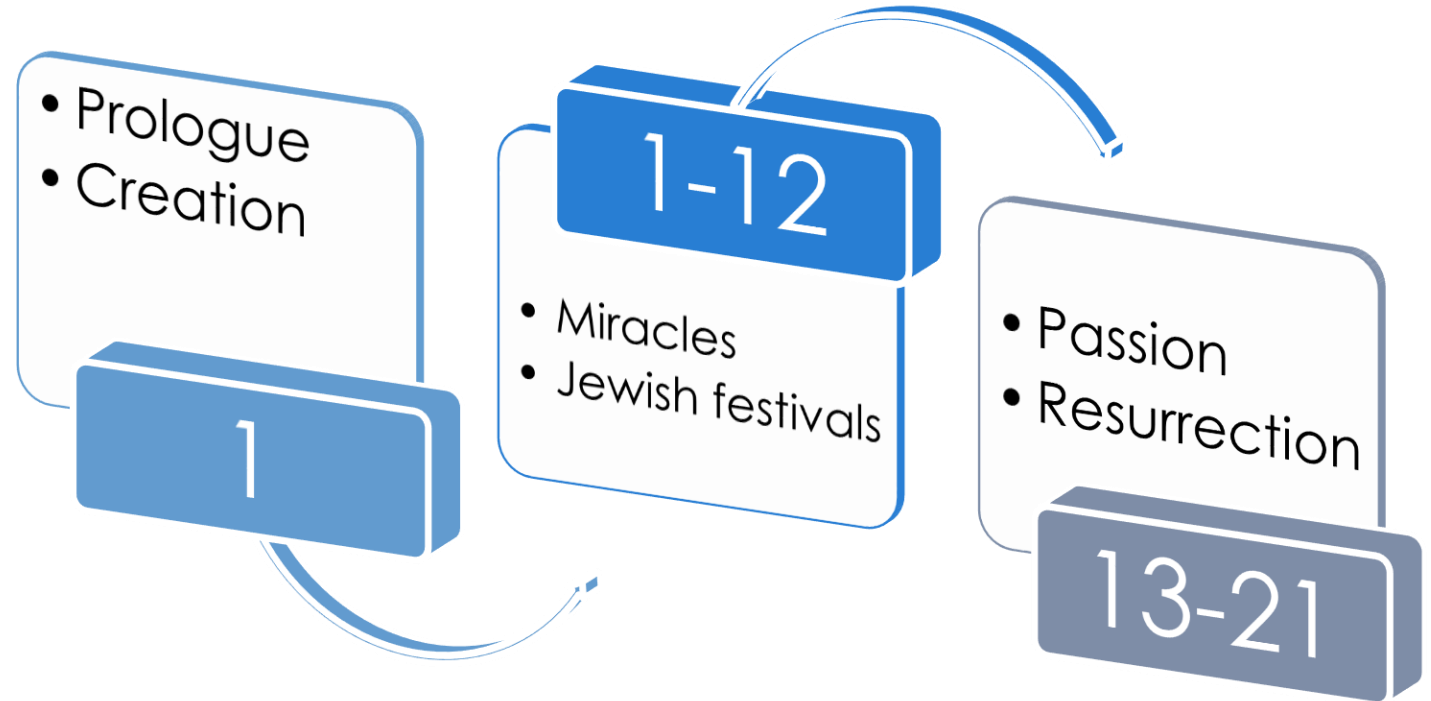 • Prologue
• Creation
1
1-12
• Miracles
• Jewish festivals
• Passion
• Resurrection
13-21